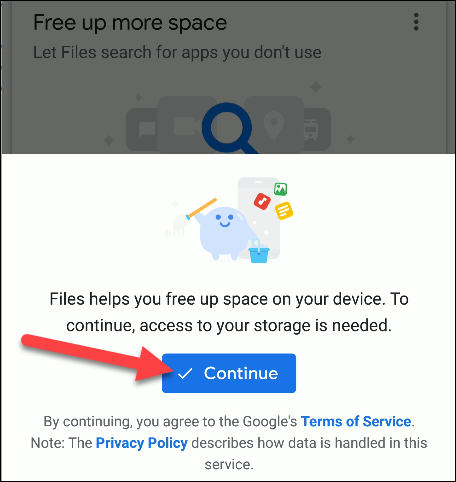 Free up more space
Let Files search for apps you don't use
Files helps you free up space on your device. To
continue, access to your storage is needed.
Continue
By continuing, you agree to the Google's Terms of Service.
Note: The Privacy Policy describes how data is handled in this
service.